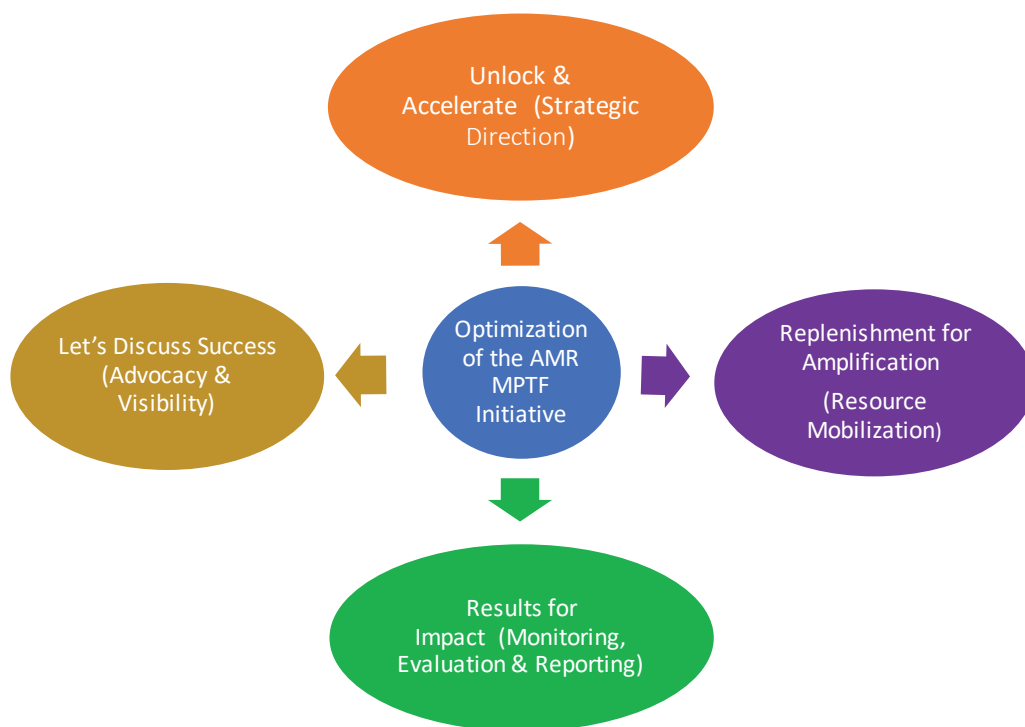 Unlock &
Accelerate (Strategic
Direction)
Let’s Discuss Success
(Advocacy &
Visibility)
Optimization
of the AMR
MPTF
Initiative
Replenishment for
Amplification
(Resource
Mobilization)
Results for
Impact (Monitoring,
Evaluation & Reporting)